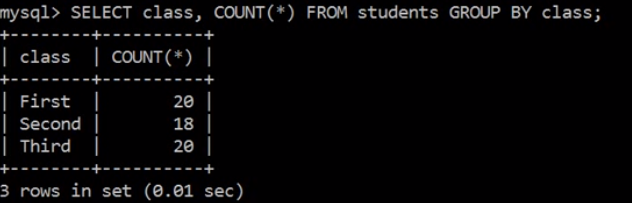 mysql> SELECT class, COUNT(*) FROM students GROUP BY class;
+--------+----------+
| class  | COUNT(*) |
+--------+----------+
| First  |       20 |
| Second |       18 |
| Third  |       20 |
+--------+----------+
3 rows in set (0.01 sec)